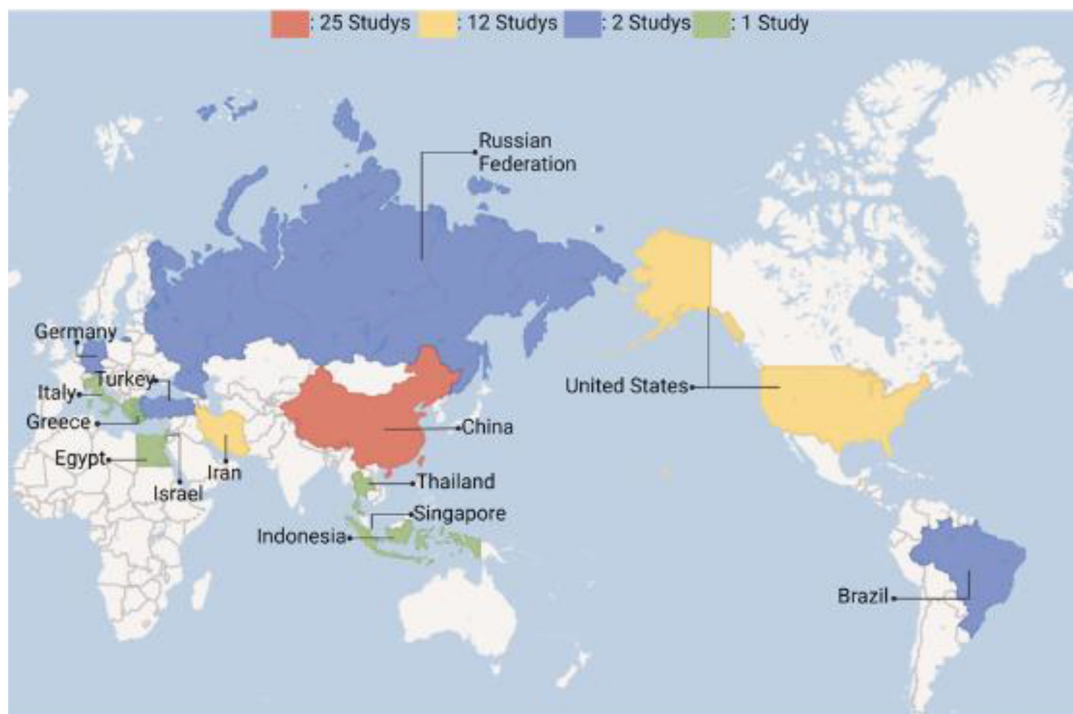 : 25 Studys : 12 Studys : 2 Studys : 1 Study
Russian
Federation
Germany
Turkey
Italy
United States
Greece
China
Egypt
Iran
Thailand
Israel
Singapore
Indonesia
Brazil